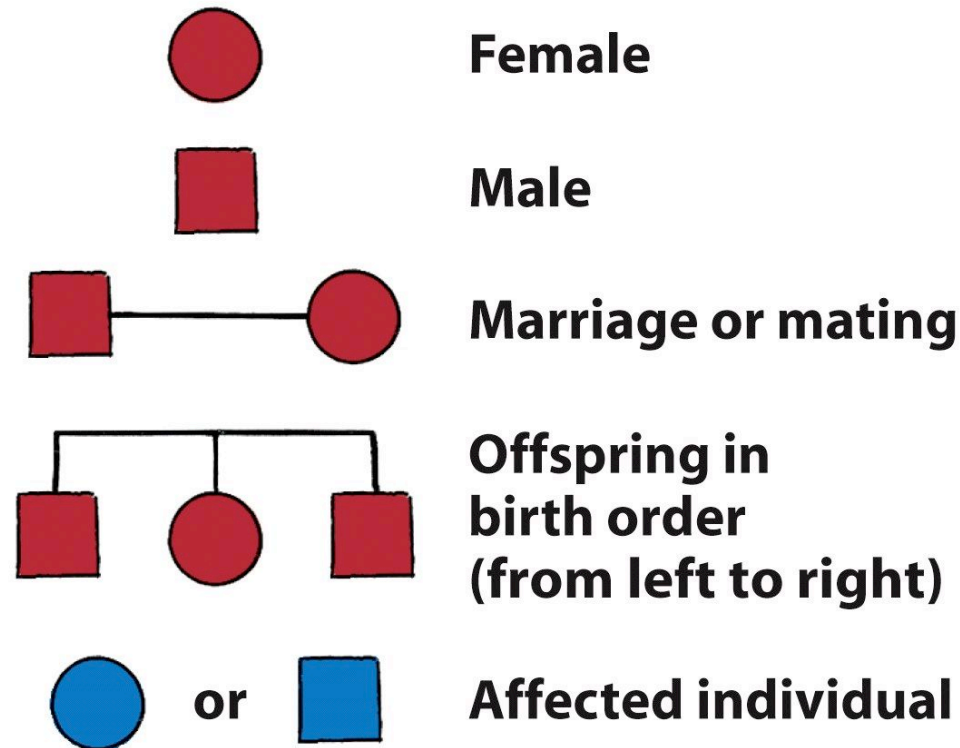 Female
Male
Marriage or mating
Offspring in
birth order
(from left to right)
or
Affected individual